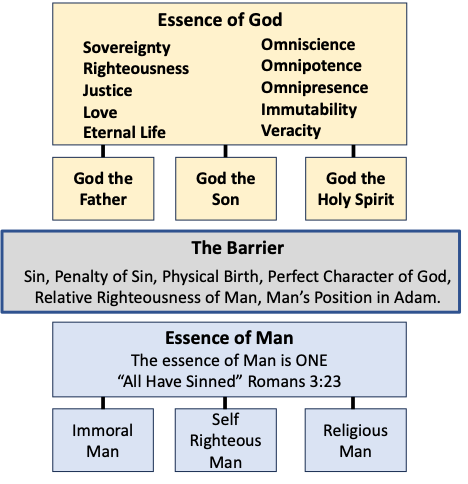 Essence of God
Sovereignty
Righteousness
Justice
Love
Eternal Life
Omniscience
Omnipotence
Omnipresence
Immutability
Veracity
God the
Father
God the
Son
God the
Holy Spirit
The Barrier
Sin, Penalty of Sin, Physical Birth, Perfect Character of God,
Relative Righteousness of Man, Man’s Position in Adam.
Essence of Man
The essence of Man is ONE
“All Have Sinned” Romans 3:23
Immoral
Man
Self
Righteous
Man
Religious
Man